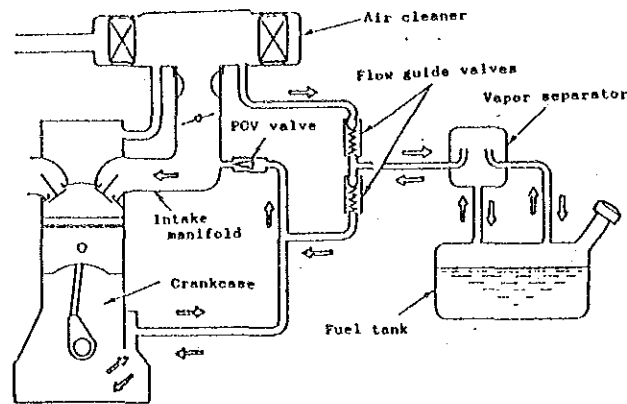 Air cleaner
Flow guide valves
Vapor separator
PCV valve
Intake
manifold
Crankcase
Fuel tank